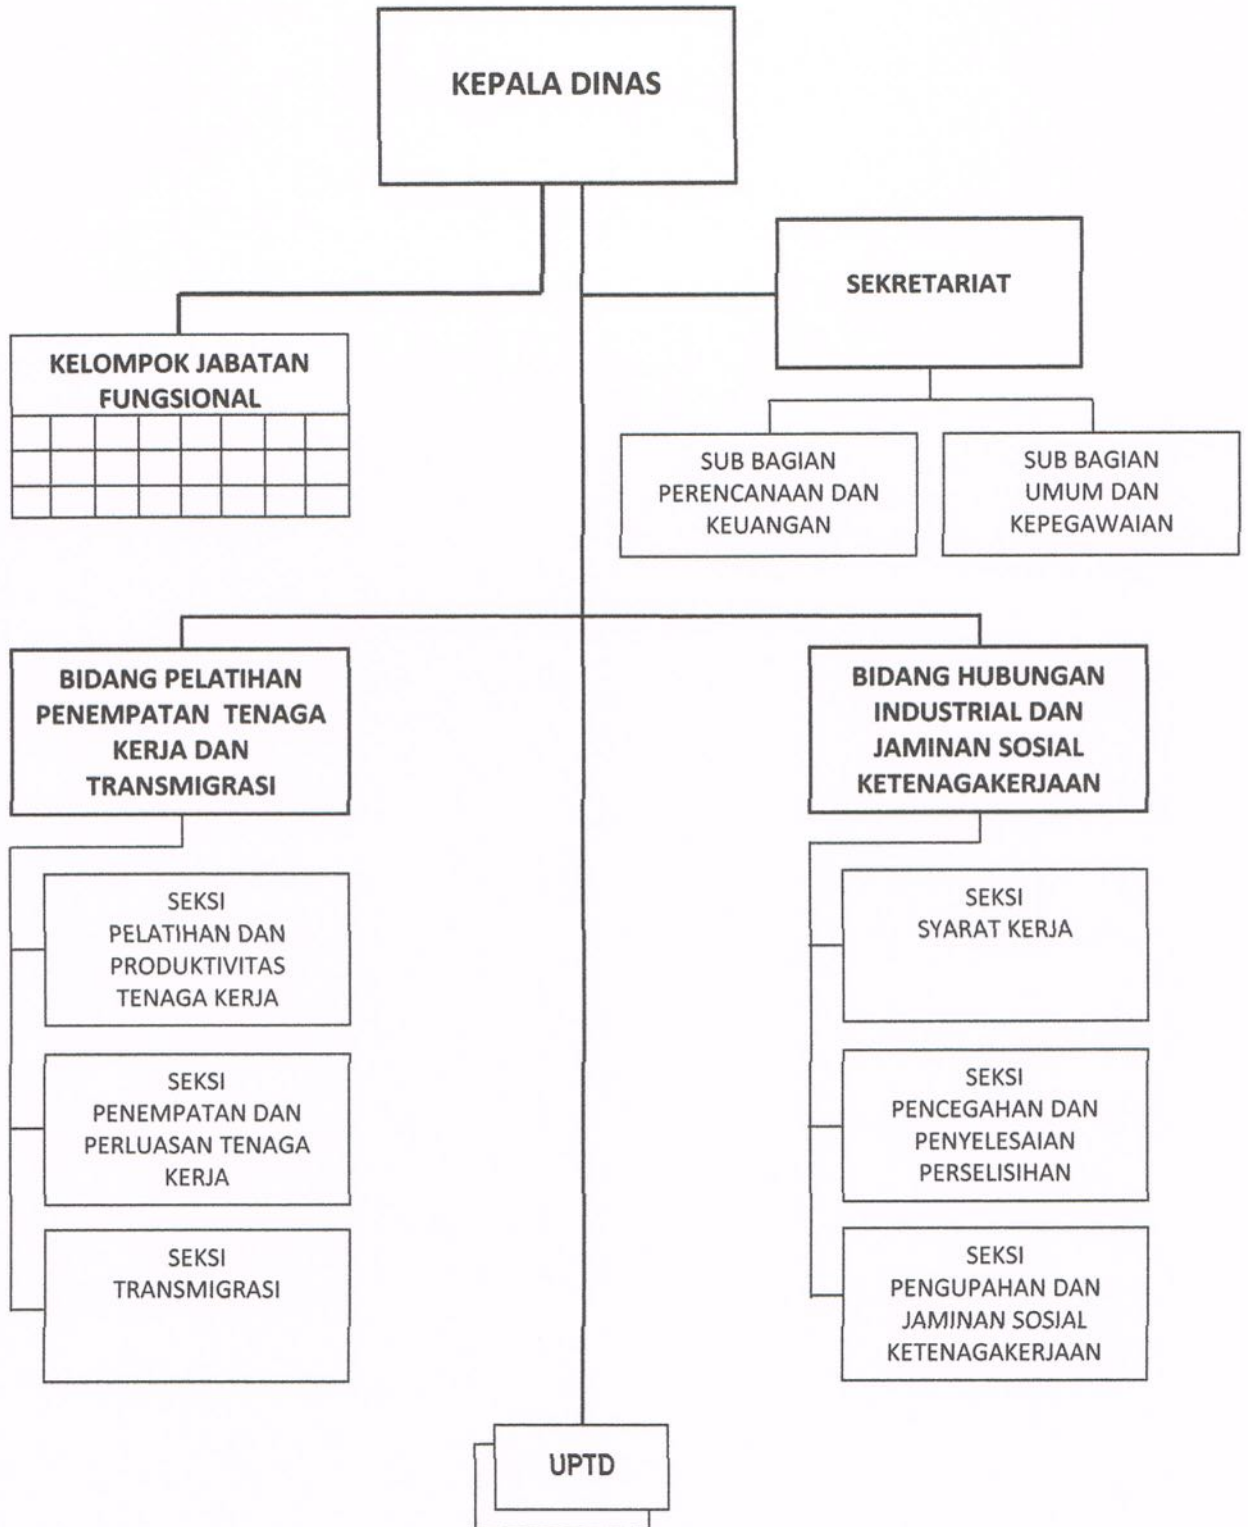 KEPALA DINAS
SEKRETARIAT
KELOMPOK JABATAN
FUNGSIONAL
SUB BAGIAN
PERENCANAAN DAN
KEUANGAN
SUB BAGIAN
UMUM DAN
KEPEGAWAIAN
BIDANG PELATIHAN
PENEMPATAN TENAGA
KERJA DAN
TRANSMIGRASI
BIDANG HUBUNGAN
INDUSTRIAL DAN
JAMINAN SOSIAL
KETENAGAKERJAAN
SEKSI
PELATIHAN DAN
PRODUKTIVITAS
TENAGA KERJA
SEKSI
PENEMPATAN DAN
PERLUASAN TENAGA
KERJA
SEKSI
TRANSMIGRASI
SEKSI
SYARAT KERJA
SEKSI
PENCEGAHAN DAN
PENYELESAIAN
PERSELISIHAN
SEKSI
PENGUPAHAN DAN
JAMINAN SOSIAL
KETENAGAKERJAAN
UPTD